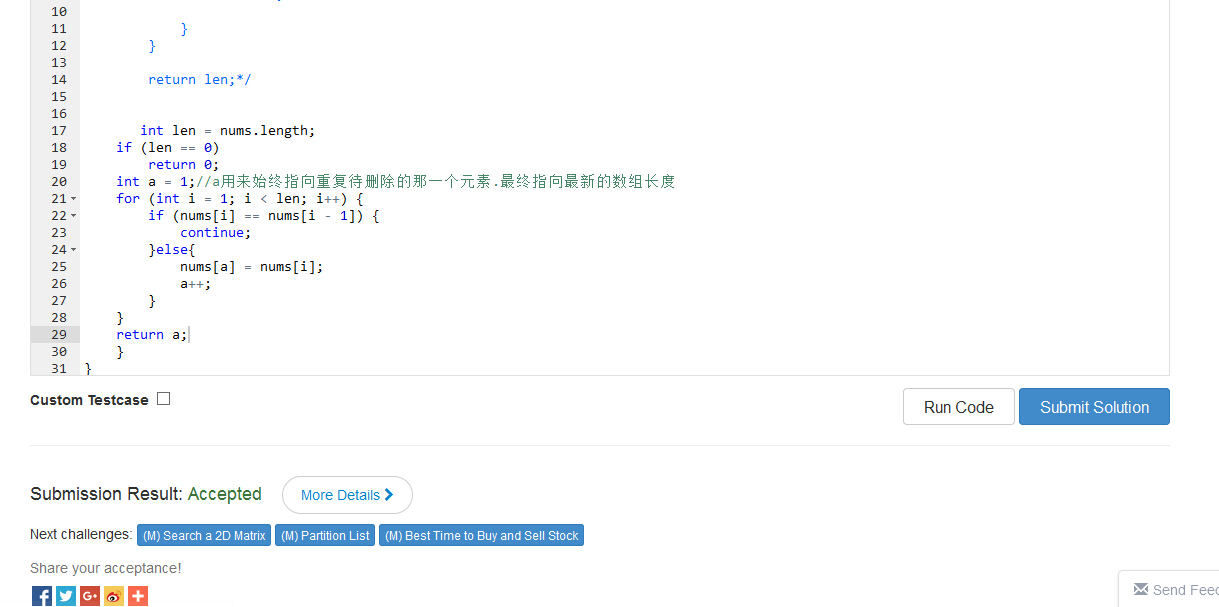 10
11 }
12 }
13
14 return len;*/
15
16
17 int len = nums.length;
18 if (len == 0)
19 return 0;
20 int a = 1;//a用来始终指向重复待删除的那一个元素.最终指向最新的数组长度
21 for (int i = 1; i < len; i++) {
22 if (nums[i] == nums[i - 1]) {
23 continue;
24 }else{
25 nums[a] = nums[i];
26 a++;
27 }
28 }
29 return a;
30 }
31 }
Custom Testcase
Run Code Submit Solution
Submission Result: Accepted More Details
Next challenges: (M) Search a 2D Matrix (M) Partition List (M) Best Time to Buy and Sell Stock
Share your acceptance!
Send Feec